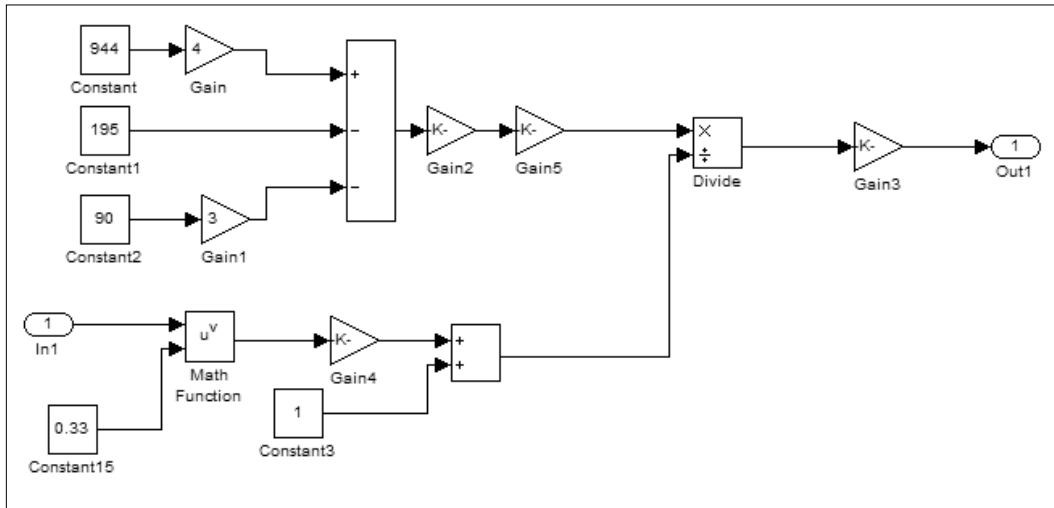 944
4
Constant
Gain
+
195
−
K-
K-
×
÷
K-
1
Constant1
Gain2
Gain5
Divide
Gain3
Out1
−
90
3
Constant2
Gain1
1
In1
u^v
K-
+
+
Math
Function
Gain4
0.33
1
Constant15
Constant3